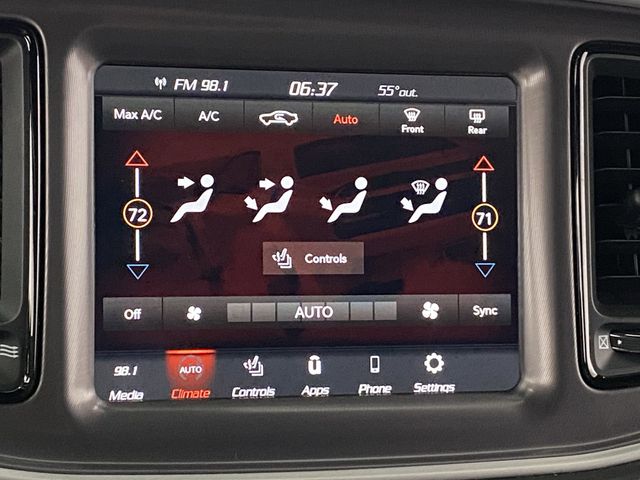 FM 98.1 06:37 55°out.
Max A/C A/C Auto Front Rear
72 71
Controls
Off AUTO Sync
98.1 AUTO
Media Climate Controls Apps Phone Settings